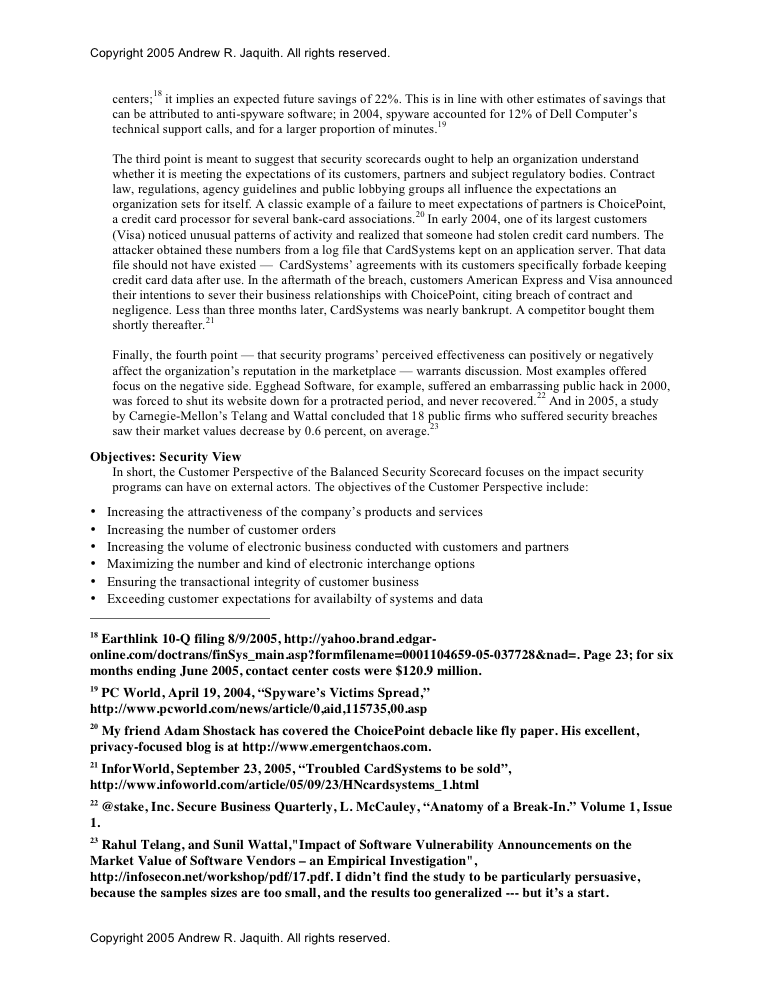 Copyright 2005 Andrew R. Jaquith. All rights reserved.
centers;18 it implies an expected future savings of 22%. This is in line with other estimates of savings that
can be attributed to anti-spyware software; in 2004, spyware accounted for 12% of Dell Computer's
technical support calls, and for a larger proportion of minutes.19
The third point is meant to suggest that security scorecards ought to help an organization understand
whether it is meeting the expectations of its customers, partners and subject regulatory bodies. Contract
law, regulations, agency guidelines and public lobbying groups all influence the expectations an
organization sets for itself. A classic example of a failure to meet expectations of partners is ChoicePoint,
a credit card processor for several bank-card associations.20 In early 2004, one of its largest customers
(Visa) noticed unusual patterns of activity and realized that someone had stolen credit card numbers. The
attacker obtained these numbers from a log file that CardSystems kept on an application server. That data
file should not have existed — CardSystems' agreements with its customers specifically forbade keeping
credit card data after use. In the aftermath of the breach, customers American Express and Visa announced
their intentions to sever their business relationships with ChoicePoint, citing breach of contract and
negligence. Less than three months later, CardSystems was nearly bankrupt. A competitor bought them
shortly thereafter.21
Finally, the fourth point — that security programs' perceived effectiveness can positively or negatively
affect the organization's reputation in the marketplace — warrants discussion. Most examples offered
focus on the negative side. Egghead Software, for example, suffered an embarrassing public hack in 2000,
was forced to shut its website down for a protracted period, and never recovered.22 And in 2005, a study
by Carnegie-Mellon's Telang and Wattal concluded that 18 public firms who suffered security breaches
saw their market values decrease by 0.6 percent, on average.23
Objectives: Security View
In short, the Customer Perspective of the Balanced Security Scorecard focuses on the impact security
programs can have on external actors. The objectives of the Customer Perspective include:
• Increasing the attractiveness of the company's products and services
• Increasing the number of customer orders
• Increasing the volume of electronic business conducted with customers and partners
• Maximizing the number and kind of electronic interchange options
• Ensuring the transactional integrity of customer business
• Exceeding customer expectations for availabilty of systems and data
18 Earthlink 10-Q filing 8/9/2005, http://yahoo.brand.edgar-
online.com/doctrans/finSys_main.asp?formfilename=0001104659-05-037728&nad=. Page 23; for six
months ending June 2005, contact center costs were $120.9 million.
19 PC World, April 19, 2004, “Spyware's Victims Spread,”
http://www.pcworld.com/news/article/0,aid,115735,00.asp
20 My friend Adam Shostack has covered the ChoicePoint debacle like fly paper. His excellent,
privacy-focused blog is at http://www.emergentchaos.com.
21 InforWorld, September 23, 2005, “Troubled CardSystems to be sold”,
http://www.infoworld.com/article/05/09/23/HNcardsystems_1.html
22 @stake, Inc. Secure Business Quarterly, L. McCauley, “Anatomy of a Break-In.” Volume 1, Issue
1.
23 Rahul Telang, and Sunil Wattal,"Impact of Software Vulnerability Announcements on the
Market Value of Software Vendors – an Empirical Investigation",
http://infosecon.net/workshop/pdf/17.pdf. I didn't find the study to be particularly persuasive,
because the samples sizes are too small, and the results too generalized --- but it's a start.
Copyright 2005 Andrew R. Jaquith. All rights reserved.